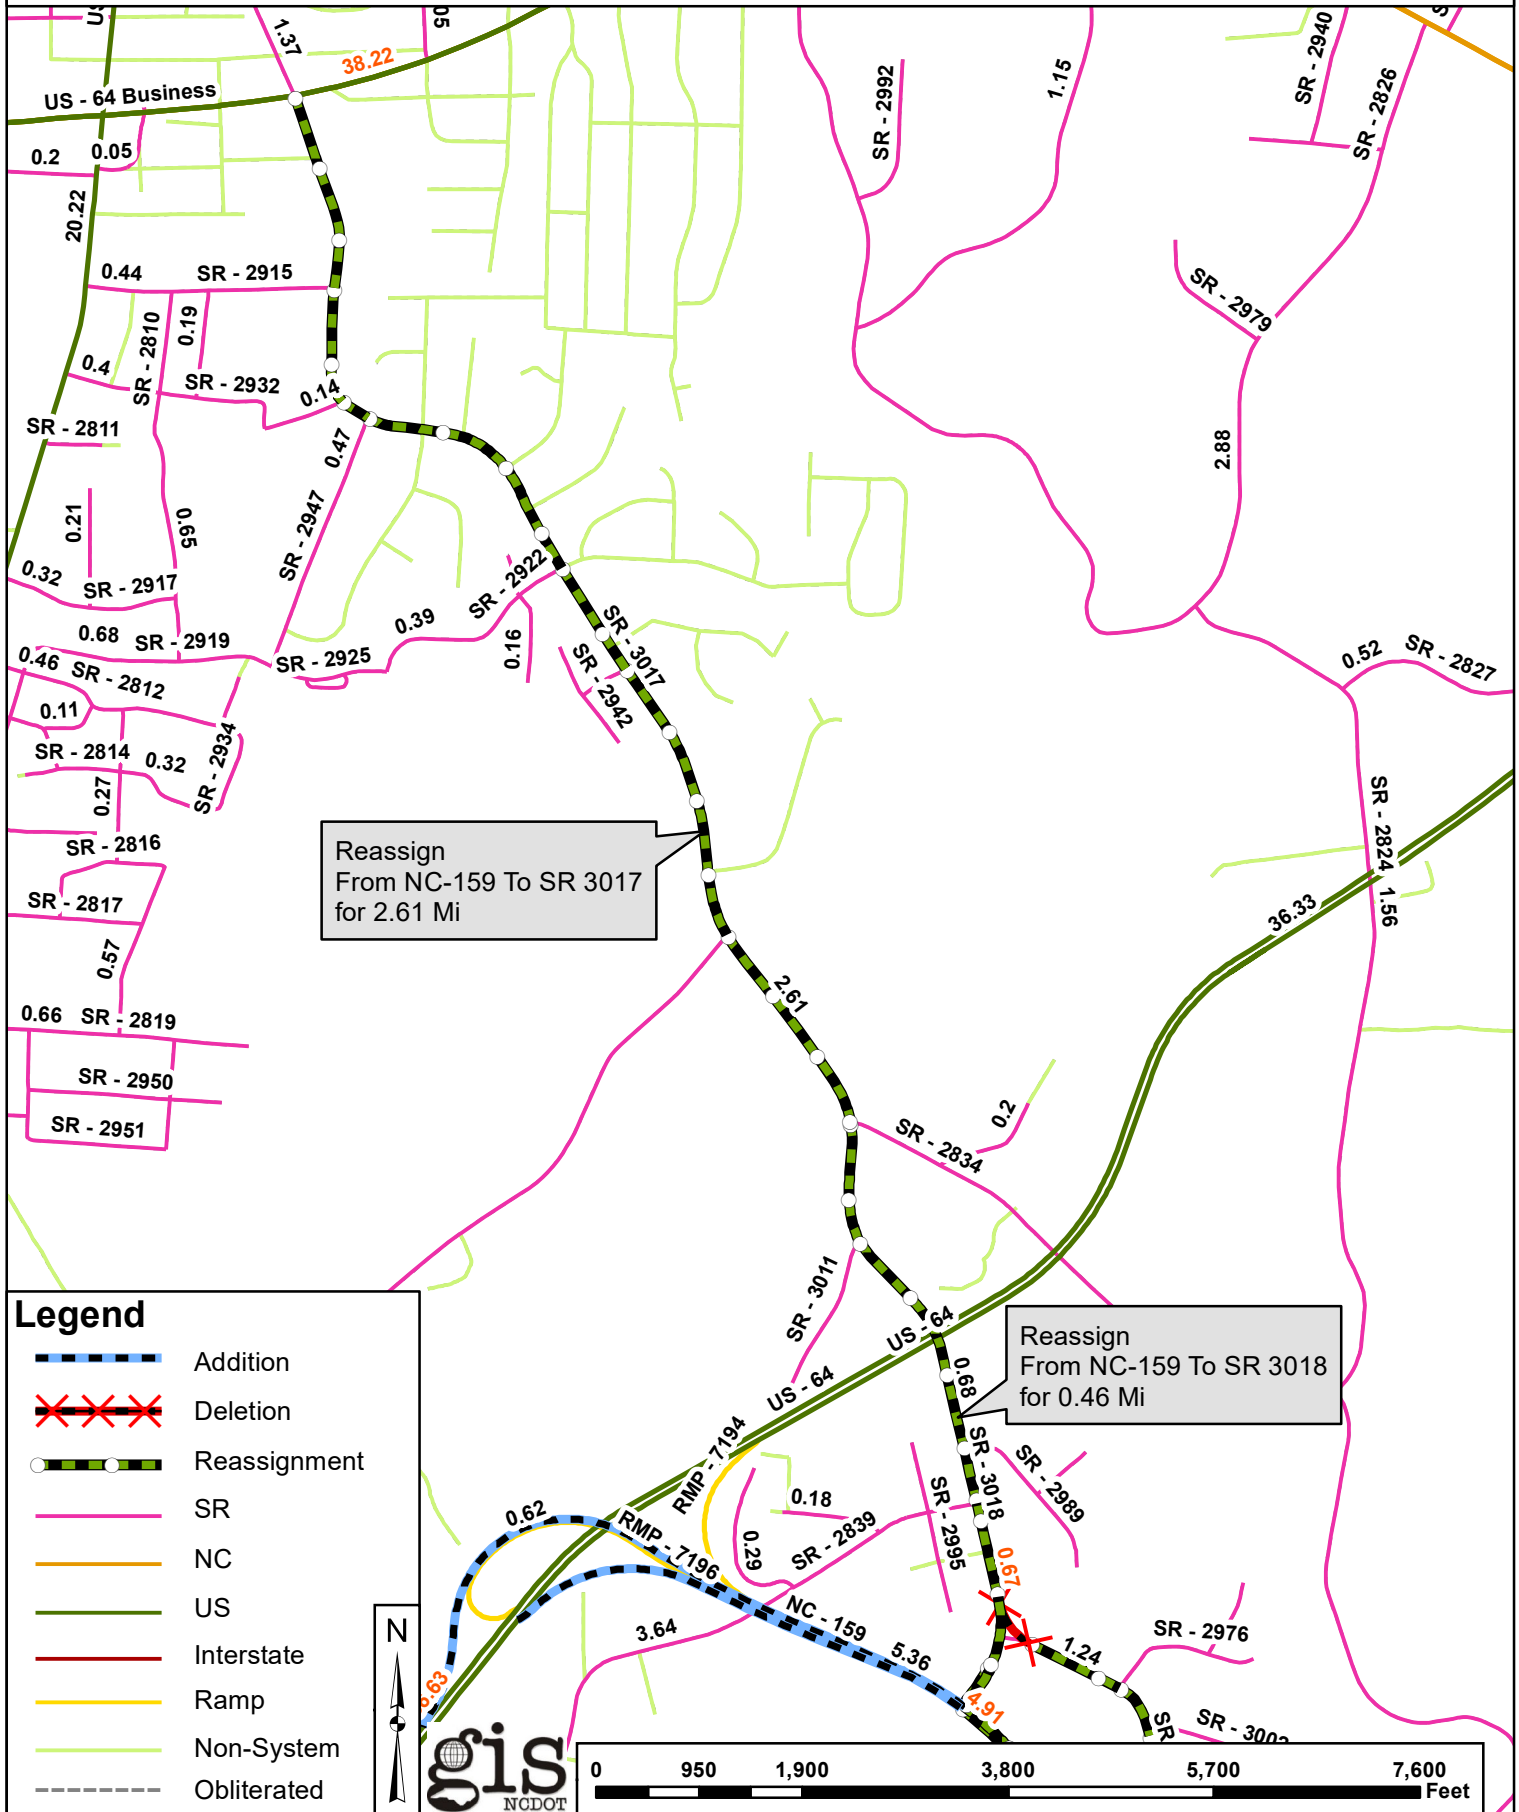 US
1.37
05
38.22
US - 64 Business
0.2
0.05
20.22
0.44
SR - 2915
SR - 2810
0.19
0.4
SR - 2932
0.14
SR - 2811
0.47
0.21
0.65
SR - 2947
0.32
SR - 2917
SR - 2922
0.39
0.68
SR - 2919
SR - 2925
0.16
SR - 3017
SR - 2942
0.46
SR - 2812
0.11
SR - 2814
0.32
SR - 2934
0.27
SR - 2816
SR - 2817
0.57
0.66
SR - 2819
SR - 2950
SR - 2951
SR - 2992
1.15
SR - 2940
SR - 2826
SR - 2979
2.88
0.52
SR - 2827
SR - 2824
1.56
36.33
Reassign
From NC-159 To SR 3017
for 2.61 Mi
2.61
0.2
SR - 2834
SR - 3011
US - 64
US - 64
0.68
Reassign
From NC-159 To SR 3018
for 0.46 Mi
RMP - 7194
SR - 3018
SR - 2989
0.62
RMP - 7196
0.18
0.29
SR - 2839
SR - 2995
0.67
NC - 159
3.64
5.36
1.24
SR - 2976
4.91
SR
Legend
Addition
Deletion
Reassignment
SR
NC
US
Interstate
Ramp
Non-System
Obliterated
N
gis
NCDOT
0 950 1,900 3,800 5,700 7,600
Feet